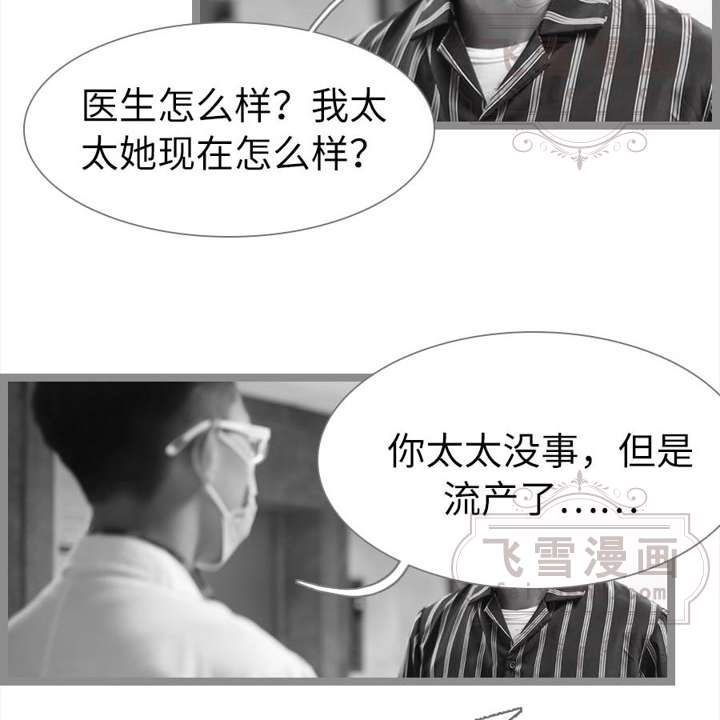 医生怎么样？我太
太她现在怎么样？
你太太没事，但是
流产了……
飞雪漫画